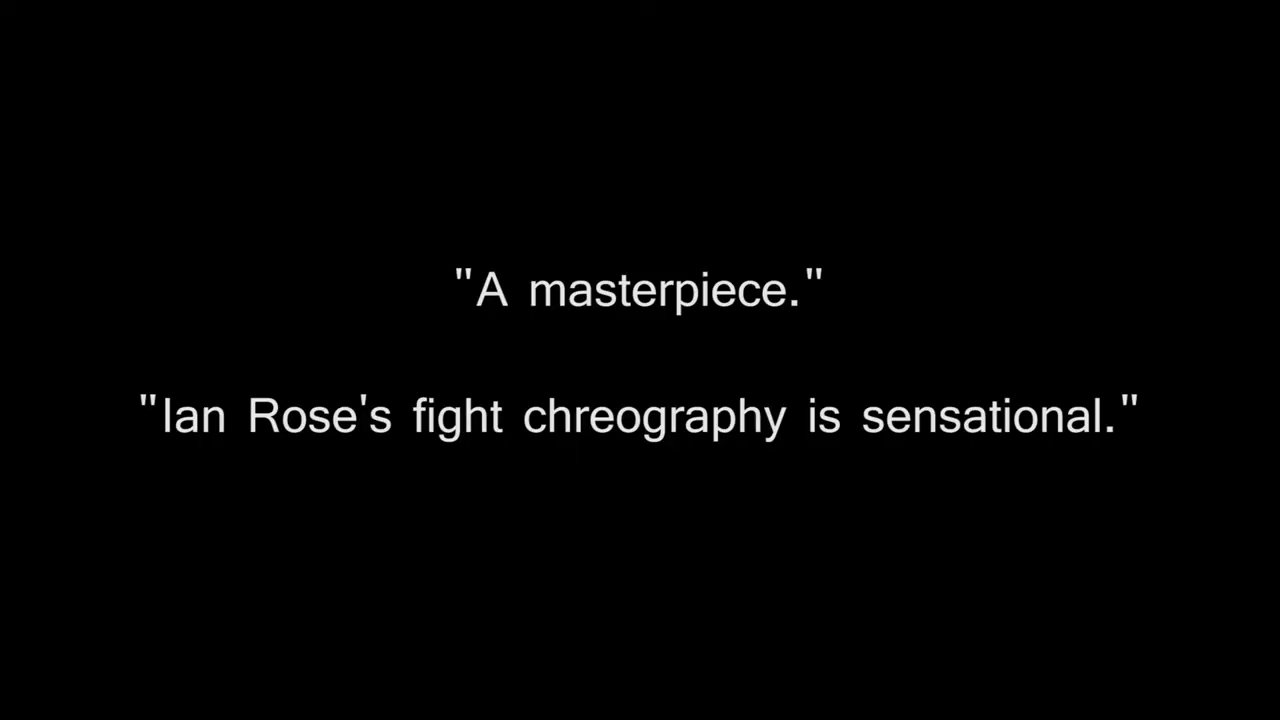 "A masterpiece."
"Ian Rose's fight chreography is sensational."